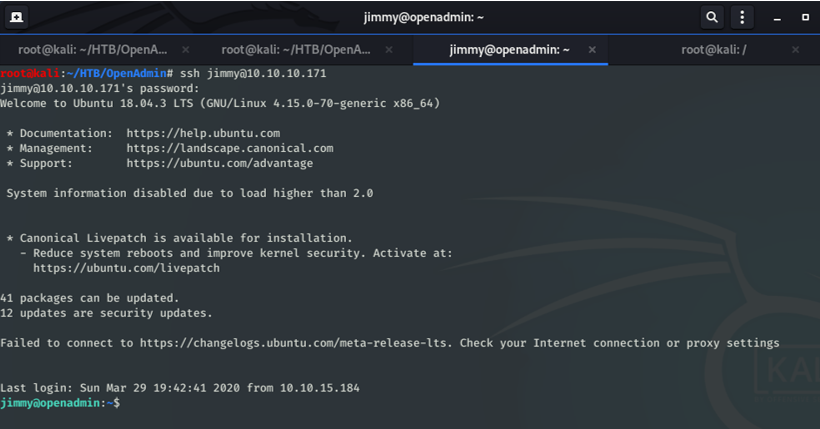 jimmy@openadmin: ~
root@kali: ~/HTB/OpenA... × root@kali: ~/HTB/OpenA... × jimmy@openadmin: ~ × root@kali: / ×
root@kali:~/HTB/OpenAdmin# ssh jimmy@10.10.10.171
jimmy@10.10.10.171's password:
Welcome to Ubuntu 18.04.3 LTS (GNU/Linux 4.15.0-70-generic x86_64)
* Documentation:  https://help.ubuntu.com
* Management:     https://landscape.canonical.com
* Support:        https://ubuntu.com/advantage
System information disabled due to load higher than 2.0
* Canonical Livepatch is available for installation.
- Reduce system reboots and improve kernel security. Activate at:
https://ubuntu.com/livepatch
41 packages can be updated.
12 updates are security updates.
Failed to connect to https://changelogs.ubuntu.com/meta-release-lts. Check your Internet connection or proxy settings
Last login: Sun Mar 29 19:42:41 2020 from 10.10.15.184
jimmy@openadmin:~$
KA